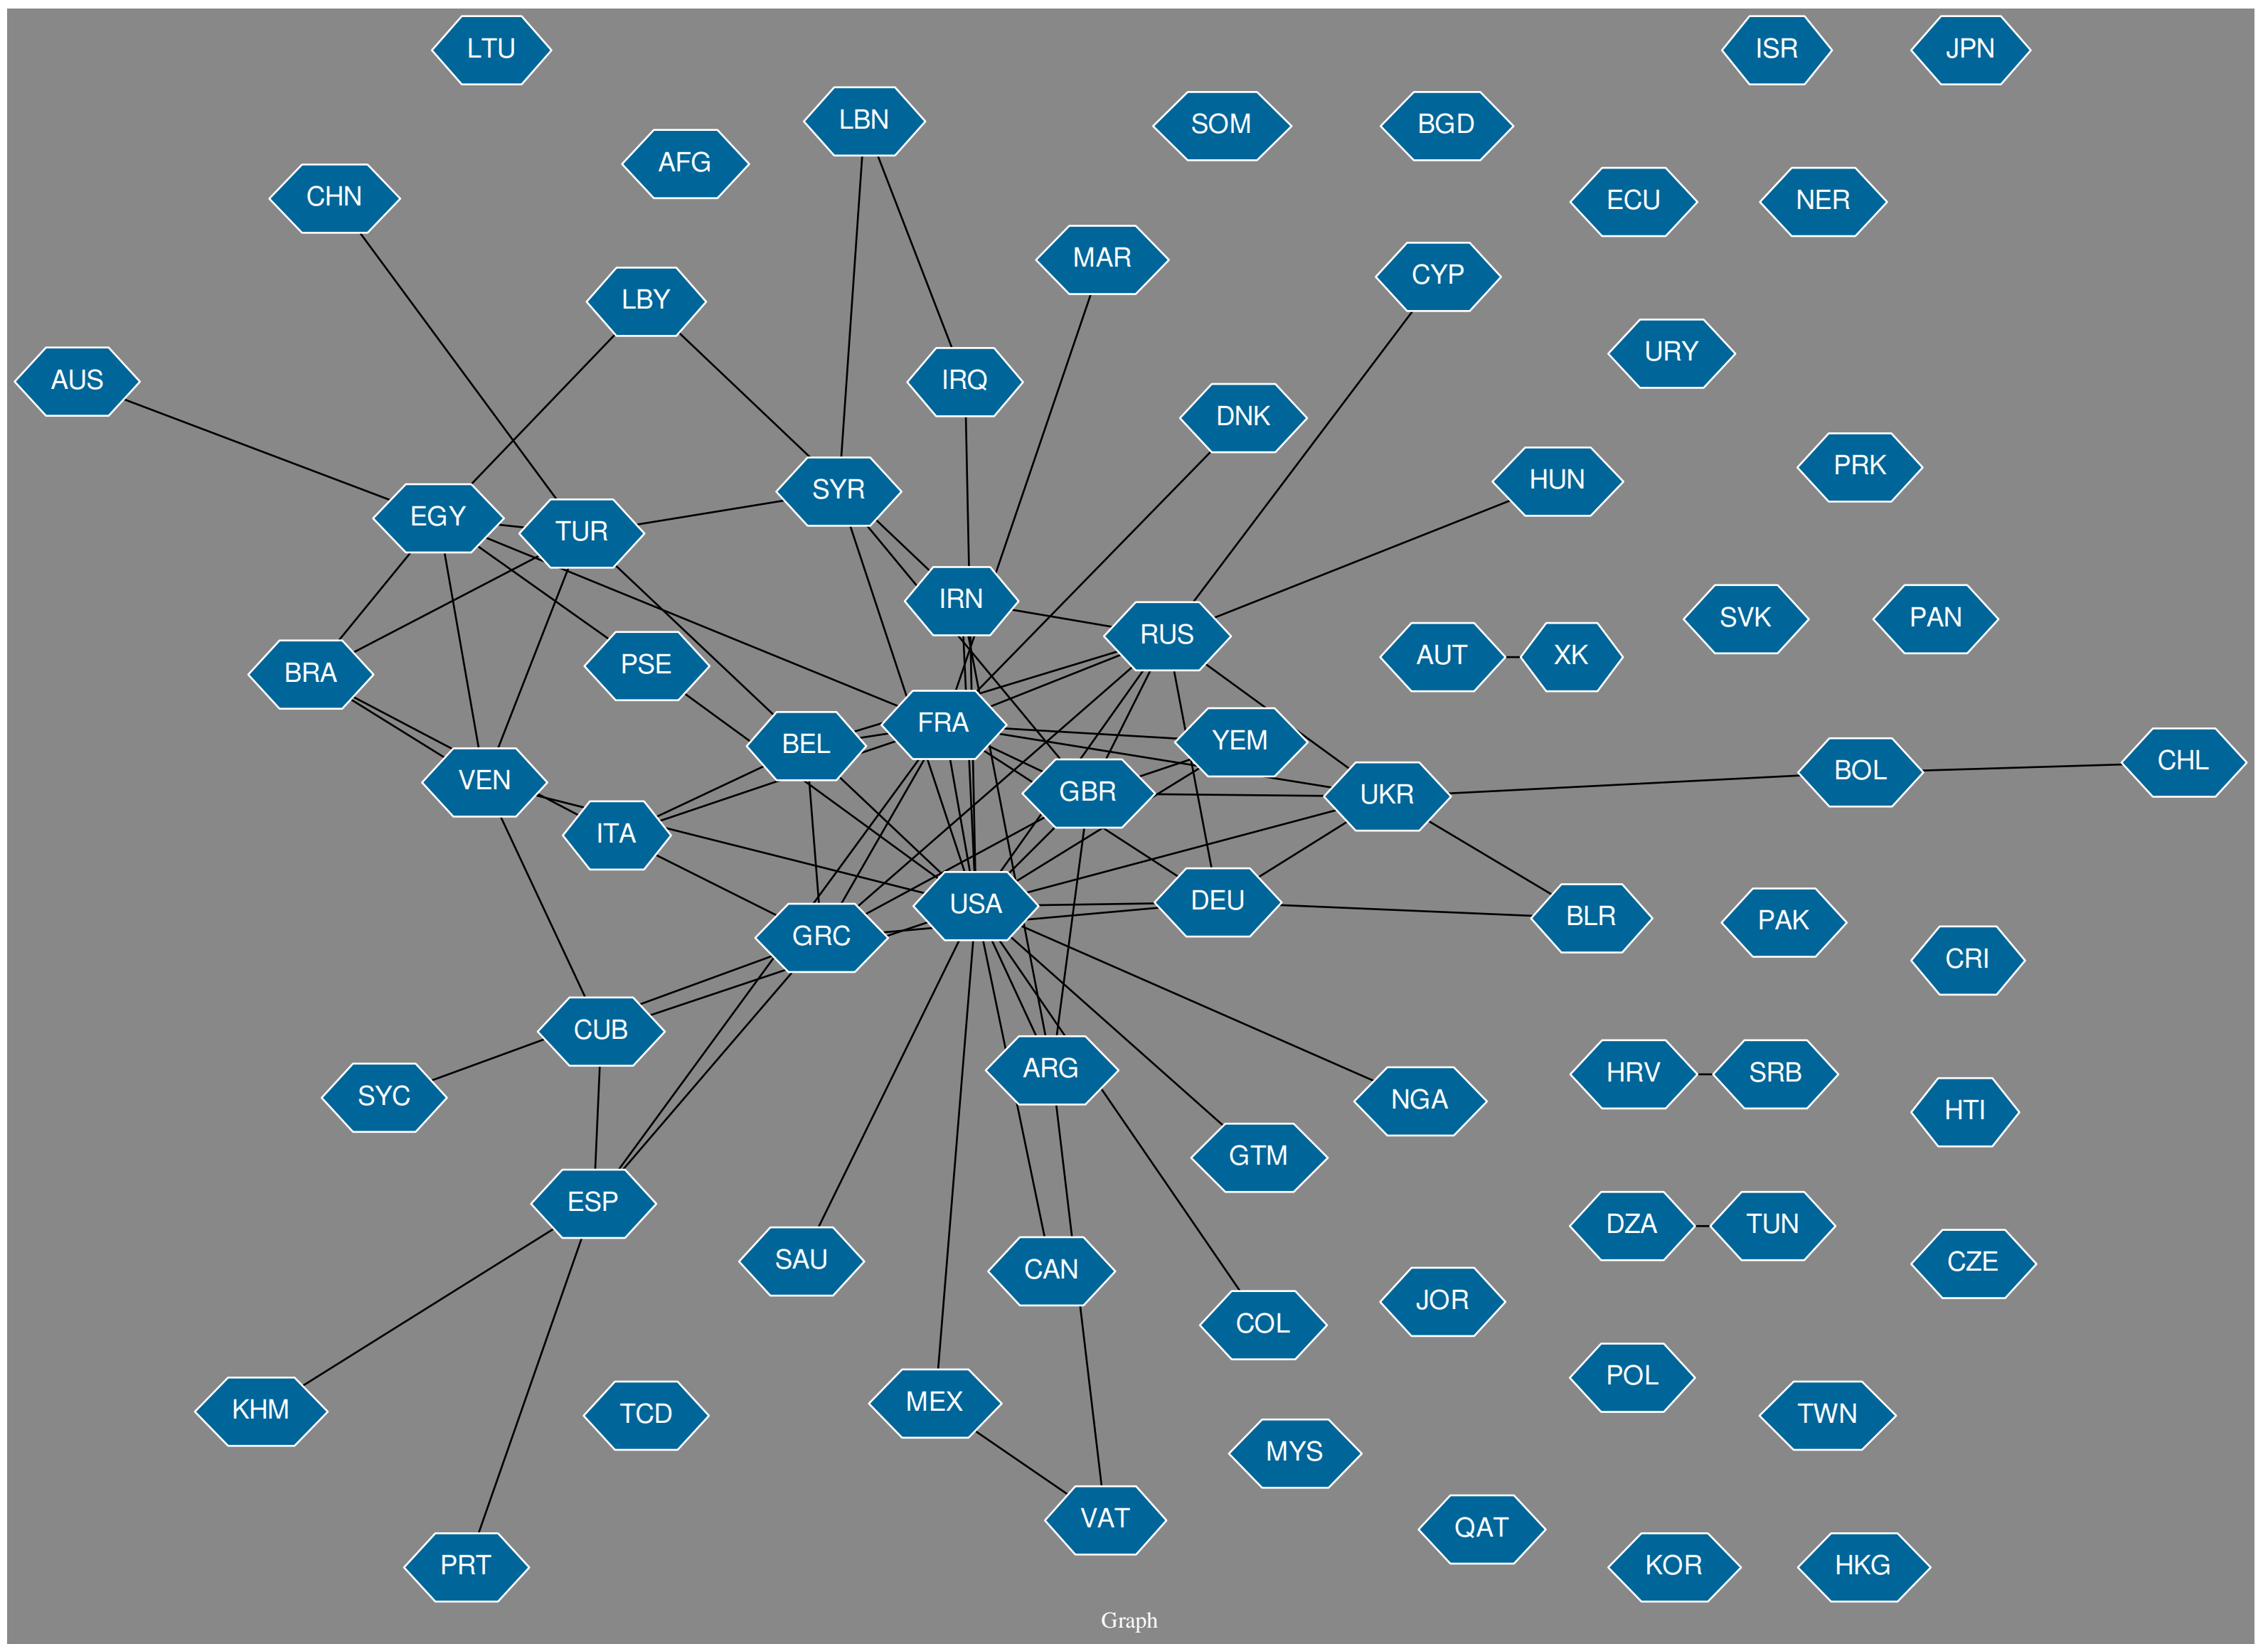 LTU
ISR
JPN
LBN
SOM
BGD
AFG
CHN
ECU
NER
MAR
CYP
LBY
URY
AUS
IRQ
DNK
PRK
HUN
SYR
EGY
TUR
IRN
SVK
PAN
RUS
AUT
XK
PSE
BRA
FRA
YEM
BEL
CHL
BOL
VEN
GBR
UKR
ITA
DEU
USA
BLR
PAK
GRC
CRI
CUB
ARG
HRV
SRB
SYC
NGA
HTI
GTM
ESP
DZA
TUN
SAU
CZE
CAN
JOR
COL
POL
MEX
KHM
TCD
TWN
MYS
VAT
QAT
PRT
KOR
HKG
Graph